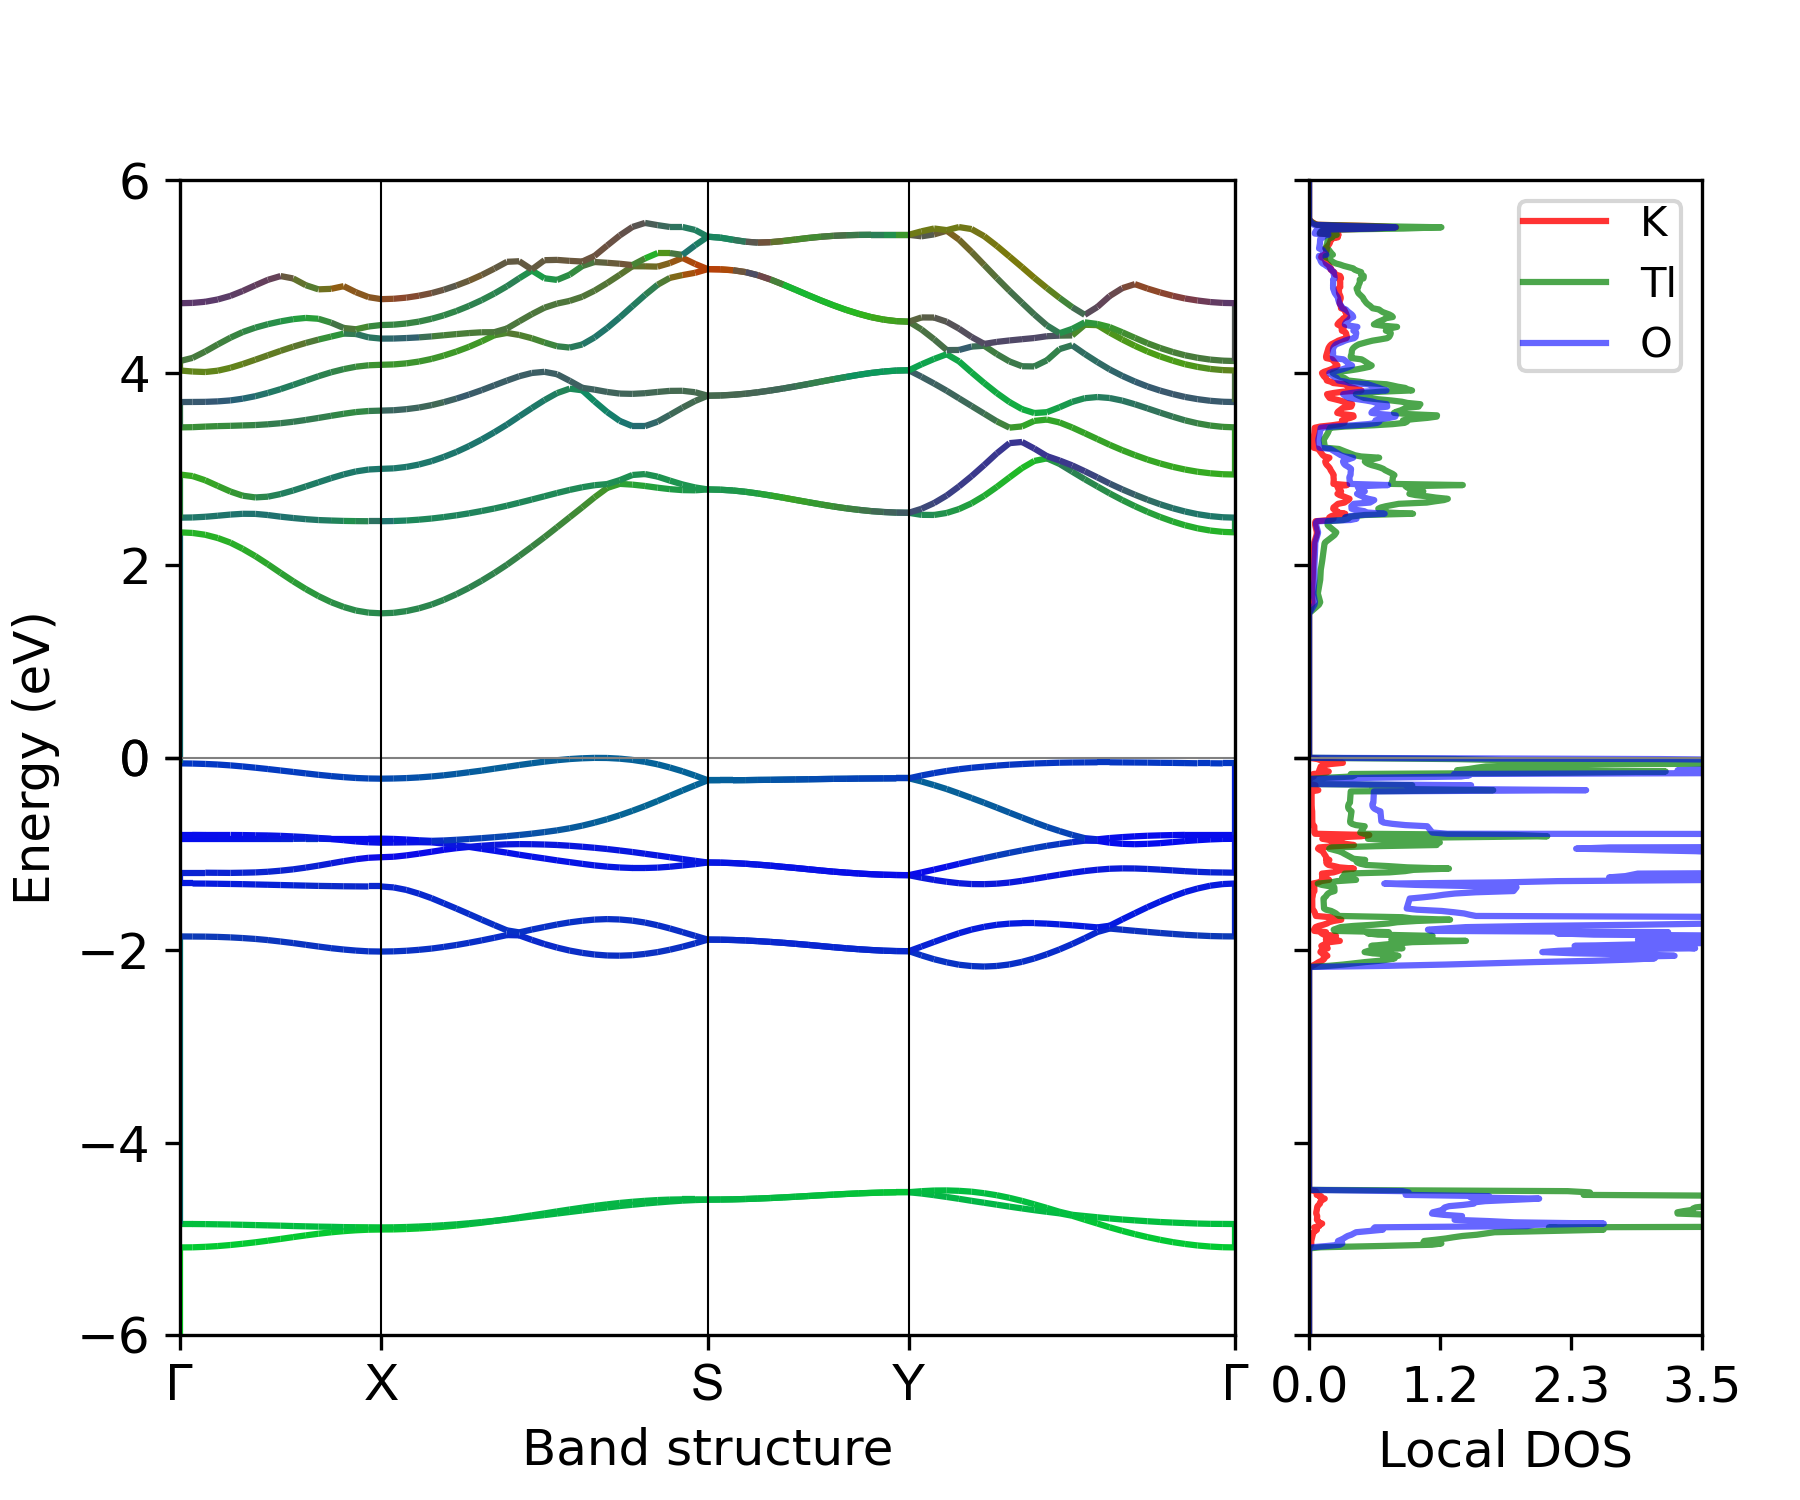 6
4
2
0
−2
−4
−6
Energy (eV)
Γ X S Y Γ
Band structure
K
Tl
O
0.0 1.2 2.3 3.5
Local DOS